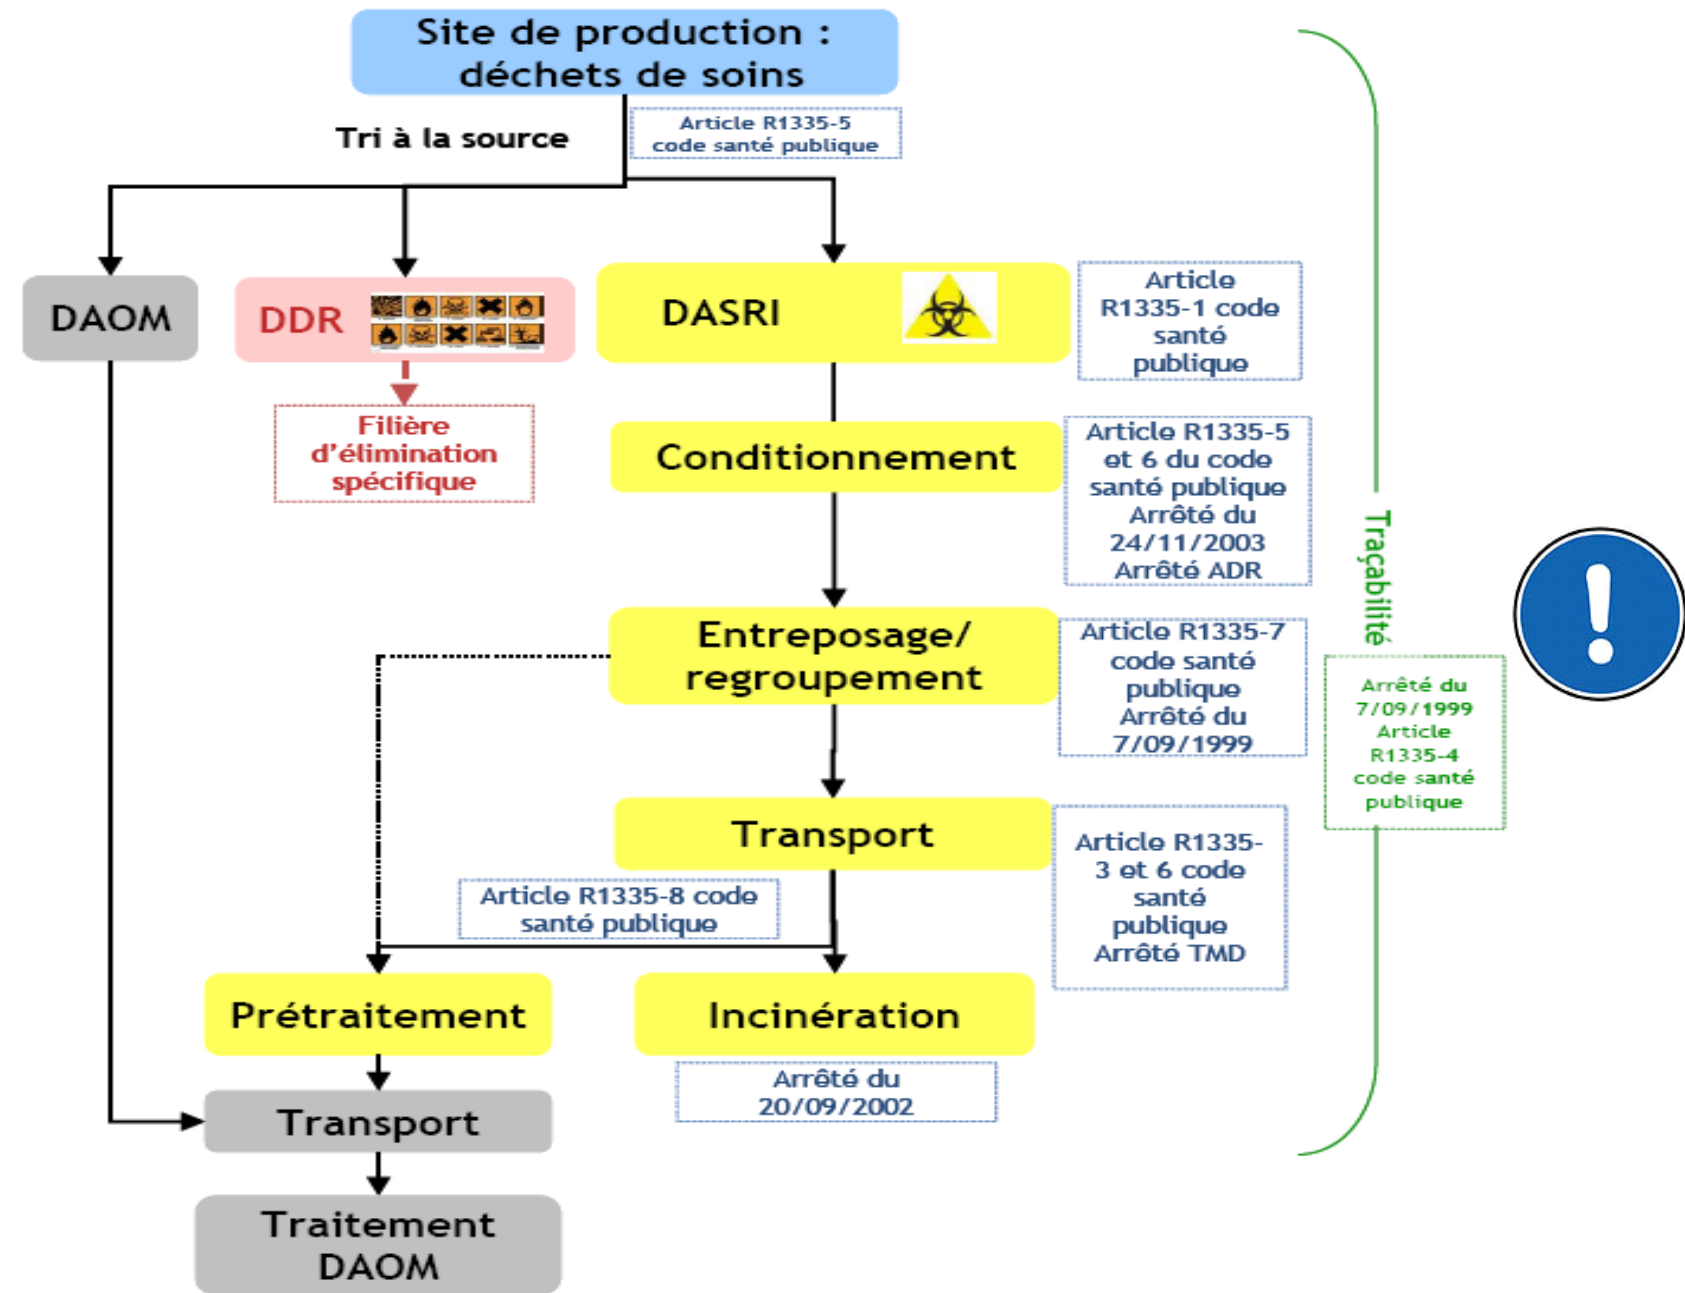 Site de production :
déchets de soins
Tri à la source
Article R1335-5
code santé publique
DAOM
DDR
DASRI
Article
R1335-1 code
santé
publique
Filière
d'élimination
spécifique
Conditionnement
Article R1335-5
et 6 du code
santé publique
Arrêté du
24/11/2003
Arrêté ADR
Traçabilité
Entreposage/
regroupement
Article R1335-7
code santé
publique
Arrêté du
7/09/1999
Arrêté du
7/09/1999
Article
R1335-4
code santé
publique
Transport
Article R1335-
3 et 6 code
santé
publique
Arrêté TMD
Article R1335-8 code
santé publique
Prétraitement
Incinération
Arrêté du
20/09/2002
Transport
Traitement
DAOM